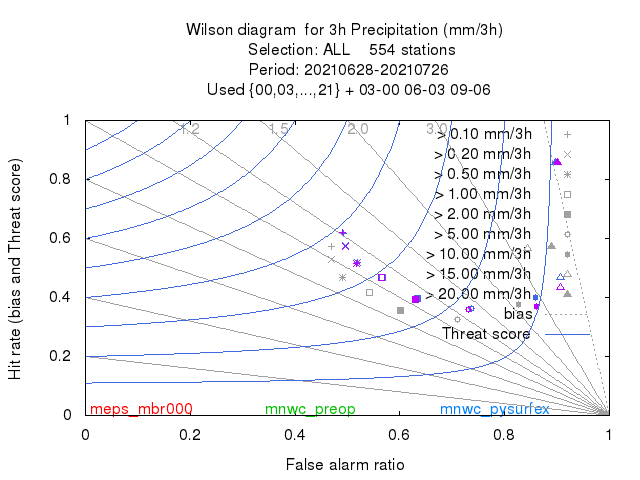 Wilson diagram for 3h Precipitation (mm/3h)
Selection: ALL 554 stations
Period: 20210628-20210726
Used {00,03,...,21} + 03-00 06-03 09-06
Hit rate (bias and Threat score)
1
0.8
0.6
0.4
0.2
0
1.2 1.5 2.0 3.0
> 0.10 mm/3h
> 0.20 mm/3h
> 0.50 mm/3h
> 1.00 mm/3h
> 2.00 mm/3h
> 5.00 mm/3h
> 10.00 mm/3h
> 15.00 mm/3h
> 20.00 mm/3h
bias
Threat score
meps_mbr000 mnwc_preop mnwc_pysurfex
0 0.2 0.4 0.6 0.8 1
False alarm ratio